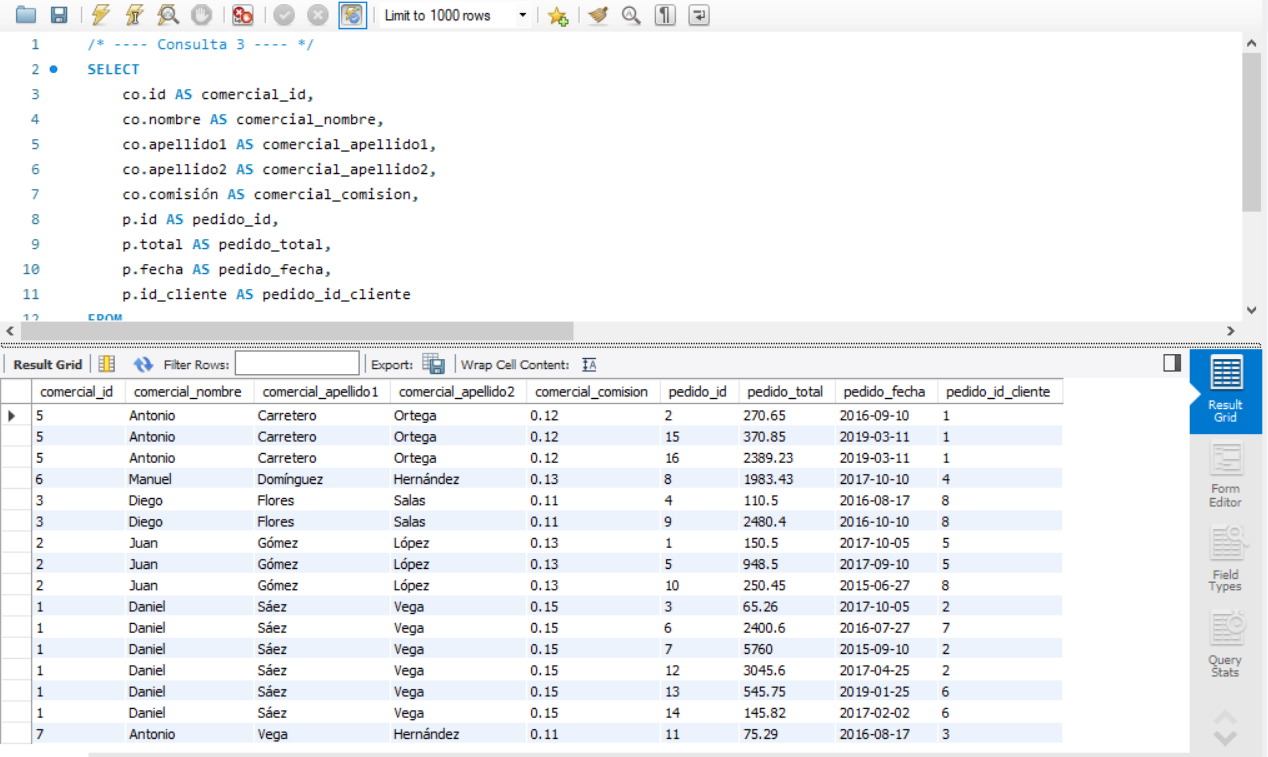 Limit to 1000 rows
1 /* ---- Consulta 3 ---- */
2 SELECT
3 co.id AS comercial_id,
4 co.nombre AS comercial_nombre,
5 co.apellido1 AS comercial_apellido1,
6 co.apellido2 AS comercial_apellido2,
7 co.comisión AS comercial_comision,
8 p.id AS pedido_id,
9 p.total AS pedido_total,
10 p.fecha AS pedido_fecha,
11 p.id_cliente AS pedido_id_cliente
12 FROM
Result Grid Filter Rows: Export: Wrap Cell Content: IA
comercial_id comercial_nombre comercial_apellido1 comercial_apellido2 comercial_comision pedido_id pedido_total pedido_fecha pedido_id_cliente
5 Antonio Carretero Ortega 0.12 2 270.65 2016-09-10 1
5 Antonio Carretero Ortega 0.12 15 370.85 2019-03-11 1
5 Antonio Carretero Ortega 0.12 16 2389.23 2019-03-11 1
6 Manuel Domínguez Hernández 0.13 8 1983.43 2017-10-10 4
3 Diego Flores Salas 0.11 4 110.5 2016-08-17 8
3 Diego Flores Salas 0.11 9 2480.4 2016-10-10 8
2 Juan Gómez López 0.13 1 150.5 2017-10-05 5
2 Juan Gómez López 0.13 5 948.5 2017-09-10 5
2 Juan Gómez López 0.13 10 250.45 2015-06-27 8
1 Daniel Sáez Vega 0.15 3 65.26 2017-10-05 2
1 Daniel Sáez Vega 0.15 6 2400.6 2016-07-27 7
1 Daniel Sáez Vega 0.15 7 5760 2015-09-10 2
1 Daniel Sáez Vega 0.15 12 3045.6 2017-04-25 2
1 Daniel Sáez Vega 0.15 13 545.75 2019-01-25 6
1 Daniel Sáez Vega 0.15 14 145.82 2017-02-02 6
7 Antonio Vega Hernández 0.11 11 75.29 2016-08-17 3
Result
Grid
Form
Editor
Field
Types
Query
Stats